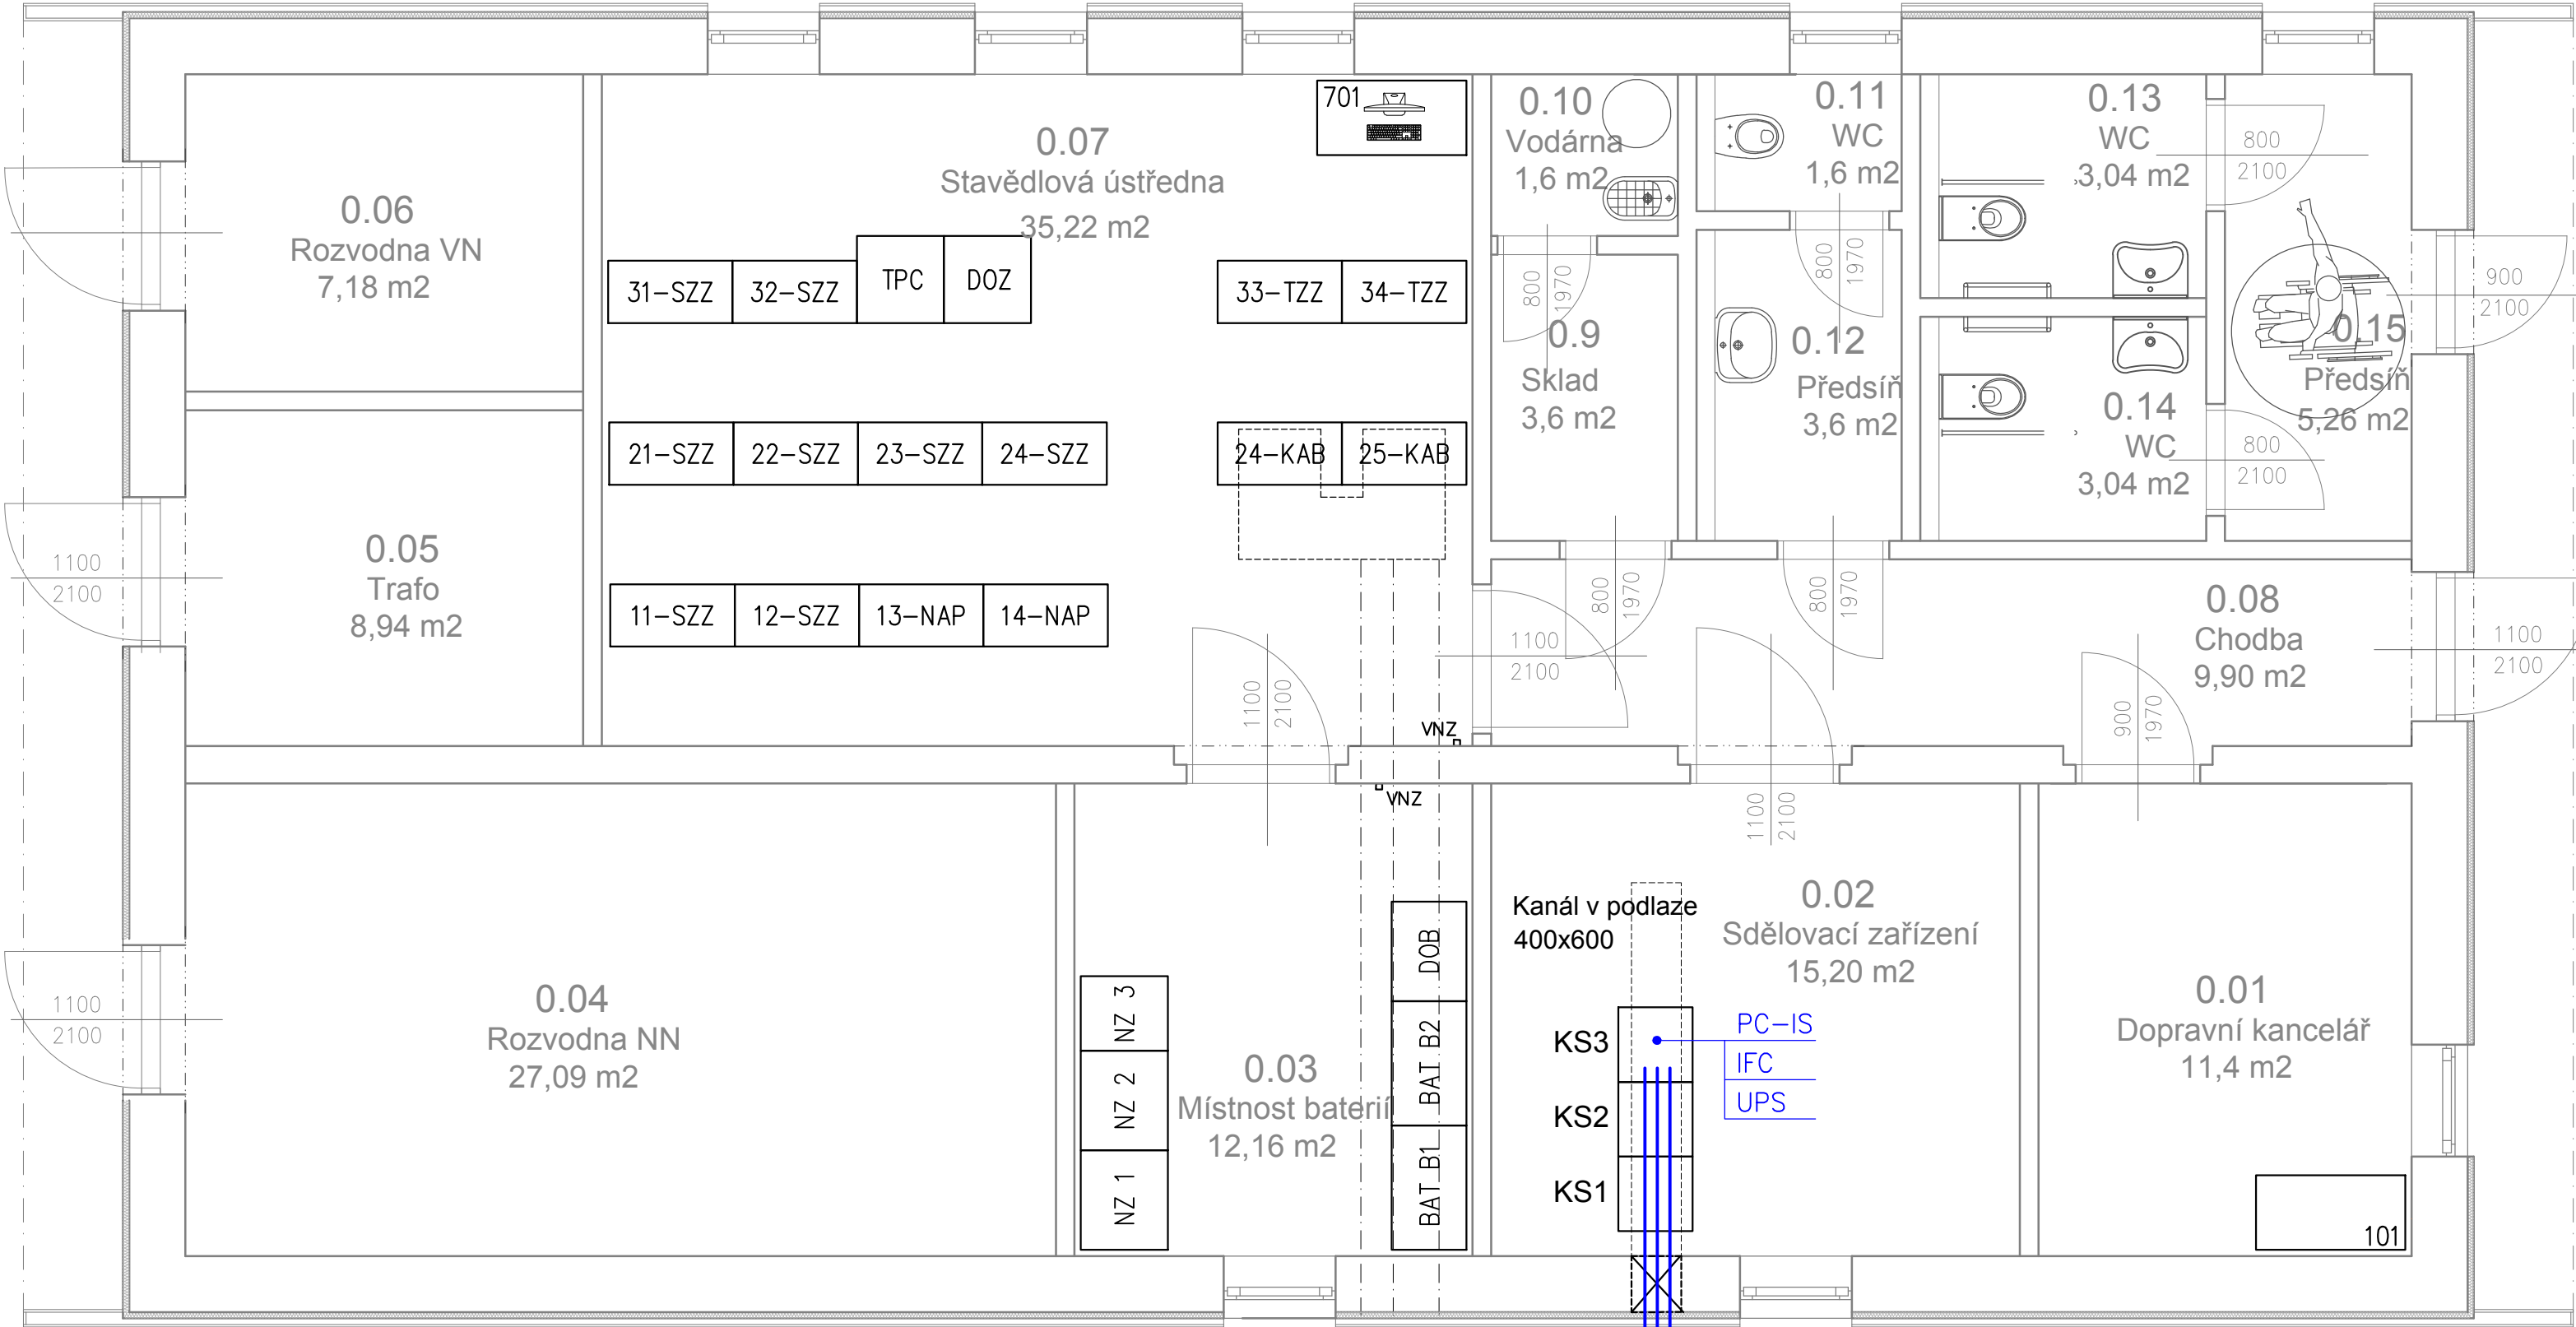 0.06
Rozvodna VN
7,18 m2
0.05
Trafo
8,94 m2
1100
2100
0.04
Rozvodna NN
27,09 m2
1100
2100
0.07
Stavědlová ústředna
35,22 m2
701
31-SZZ
32-SZZ
TPC
DOZ
33-TZZ
34-TZZ
21-SZZ
22-SZZ
23-SZZ
24-SZZ
24-KAB
25-KAB
11-SZZ
12-SZZ
13-NAP
14-NAP
1100
2100
VNZ
VNZ
0.03
Místnost baterií
12,16 m2
NZ 3
NZ 2
NZ 1
DOB
BAT B2
BAT B1
0.10
Vodárna
1,6 m2
800
1970
0.9
Sklad
3,6 m2
800
1970
0.11
WC
1,6 m2
800
1970
0.12
Předsíň
3,6 m2
800
1970
0.13
WC
3,04 m2
800
2100
0.14
WC
3,04 m2
800
2100
0.15
Předsíň
5,26 m2
900
2100
1100
2100
0.08
Chodba
9,90 m2
1100
2100
900
1970
1100
2100
Kanál v podlaze
400x600
0.02
Sdělovací zařízení
15,20 m2
KS3
KS2
KS1
PC-IS
IFC
UPS
0.01
Dopravní kancelář
11,4 m2
101